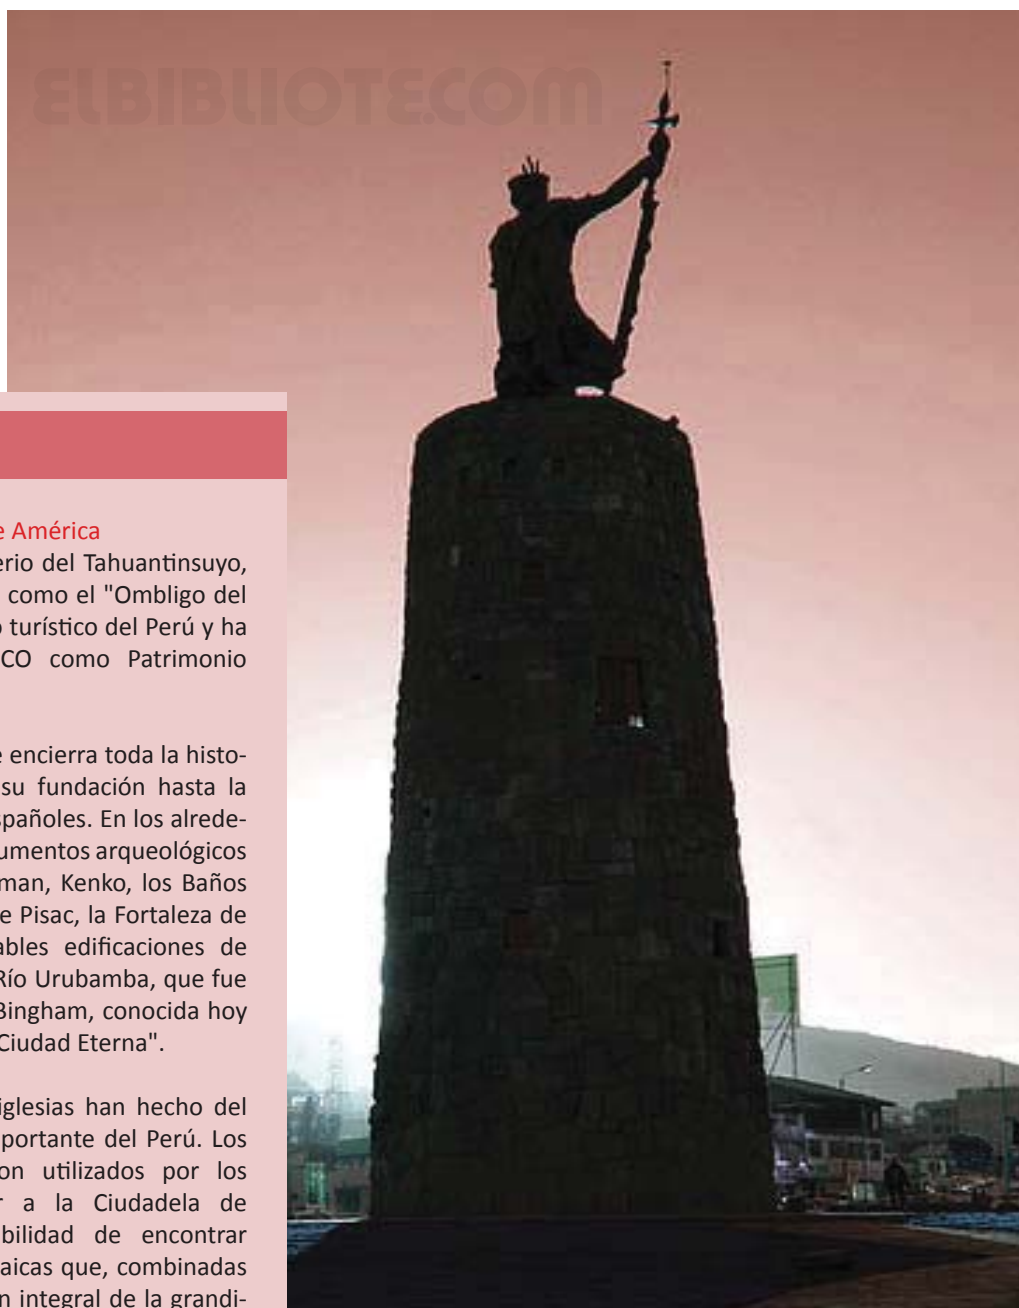 ELBIBLIOTE.COM
e América
erio del Tahuantinsuyo,
como el "Ombligo del
o turístico del Perú y ha
CO como Patrimonio
e encierra toda la histo-
su fundación hasta la
spañoles. En los alrede-
umentos arqueológicos
man, Kenko, los Baños
e Pisac, la Fortaleza de
ables edificaciones de
Río Urubamba, que fue
Bingham, conocida hoy
Ciudad Eterna".
iglesias han hecho del
portante del Perú. Los
on utilizados por los
r a la Ciudadela de
bilidad de encontrar
aicas que, combinadas
n integral de la grandi-